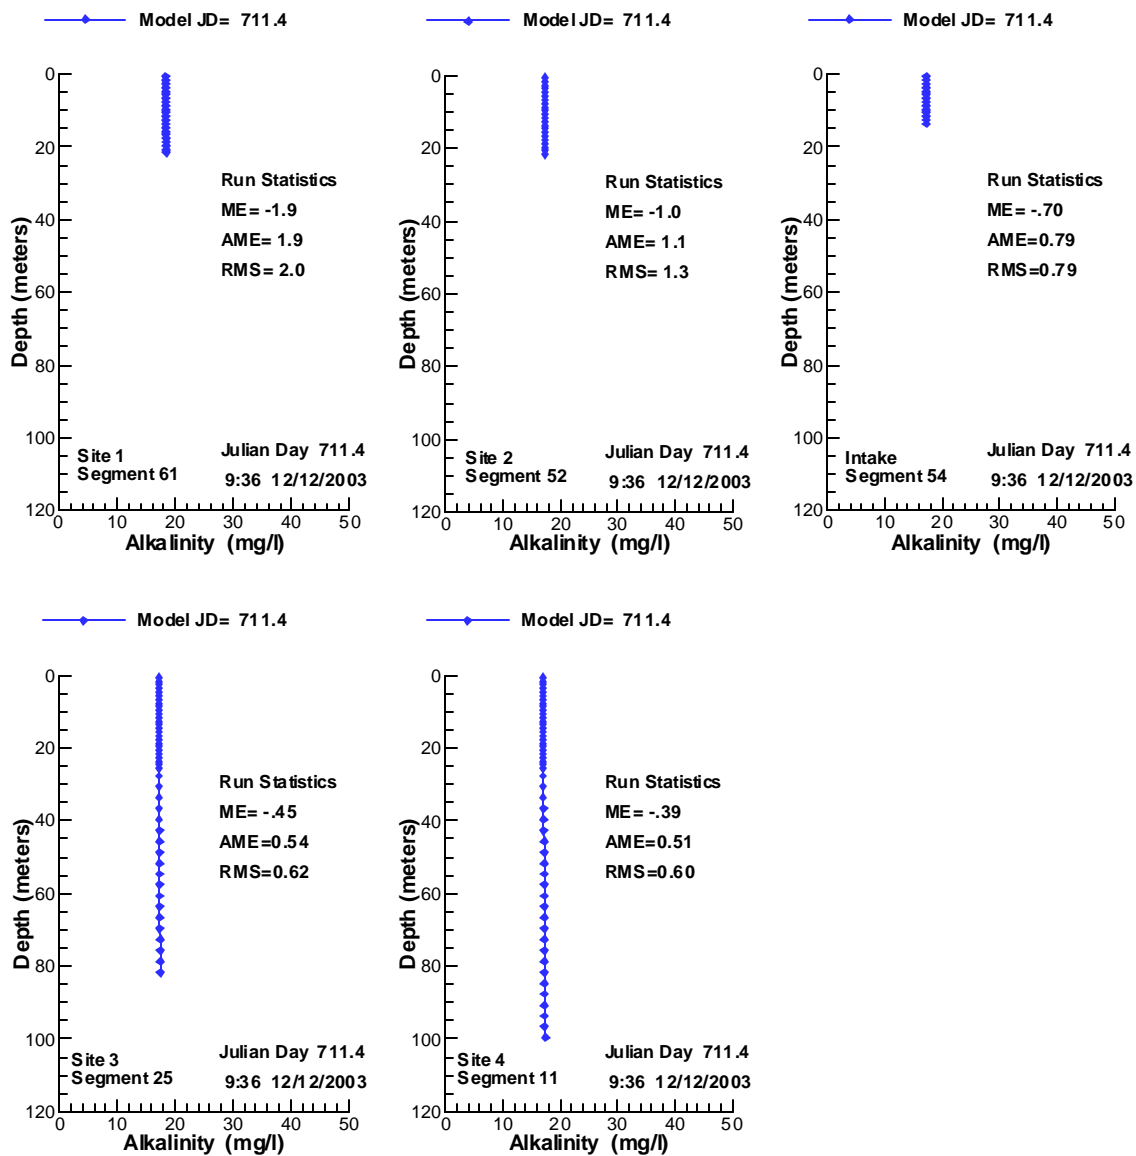 Model JD= 711.4
0
20
40
60
80
100
120
Depth (meters)
Run Statistics
ME= -1.9
AME= 1.9
RMS= 2.0
Site 1
Segment 61
Julian Day 711.4
9:36 12/12/2003
0 10 20 30 40 50
Alkalinity (mg/l)
Model JD= 711.4
0
20
40
60
80
100
120
Depth (meters)
Run Statistics
ME= -1.0
AME= 1.1
RMS= 1.3
Site 2
Segment 52
Julian Day 711.4
9:36 12/12/2003
0 10 20 30 40 50
Alkalinity (mg/l)
Model JD= 711.4
0
20
40
60
80
100
120
Depth (meters)
Run Statistics
ME= -.70
AME=0.79
RMS=0.79
Intake
Segment 54
Julian Day 711.4
9:36 12/12/2003
0 10 20 30 40 50
Alkalinity (mg/l)
Model JD= 711.4
0
20
40
60
80
100
120
Depth (meters)
Run Statistics
ME= -.45
AME=0.54
RMS=0.62
Site 3
Segment 25
Julian Day 711.4
9:36 12/12/2003
0 10 20 30 40 50
Alkalinity (mg/l)
Model JD= 711.4
0
20
40
60
80
100
120
Depth (meters)
Run Statistics
ME= -.39
AME=0.51
RMS=0.60
Site 4
Segment 11
Julian Day 711.4
9:36 12/12/2003
0 10 20 30 40 50
Alkalinity (mg/l)